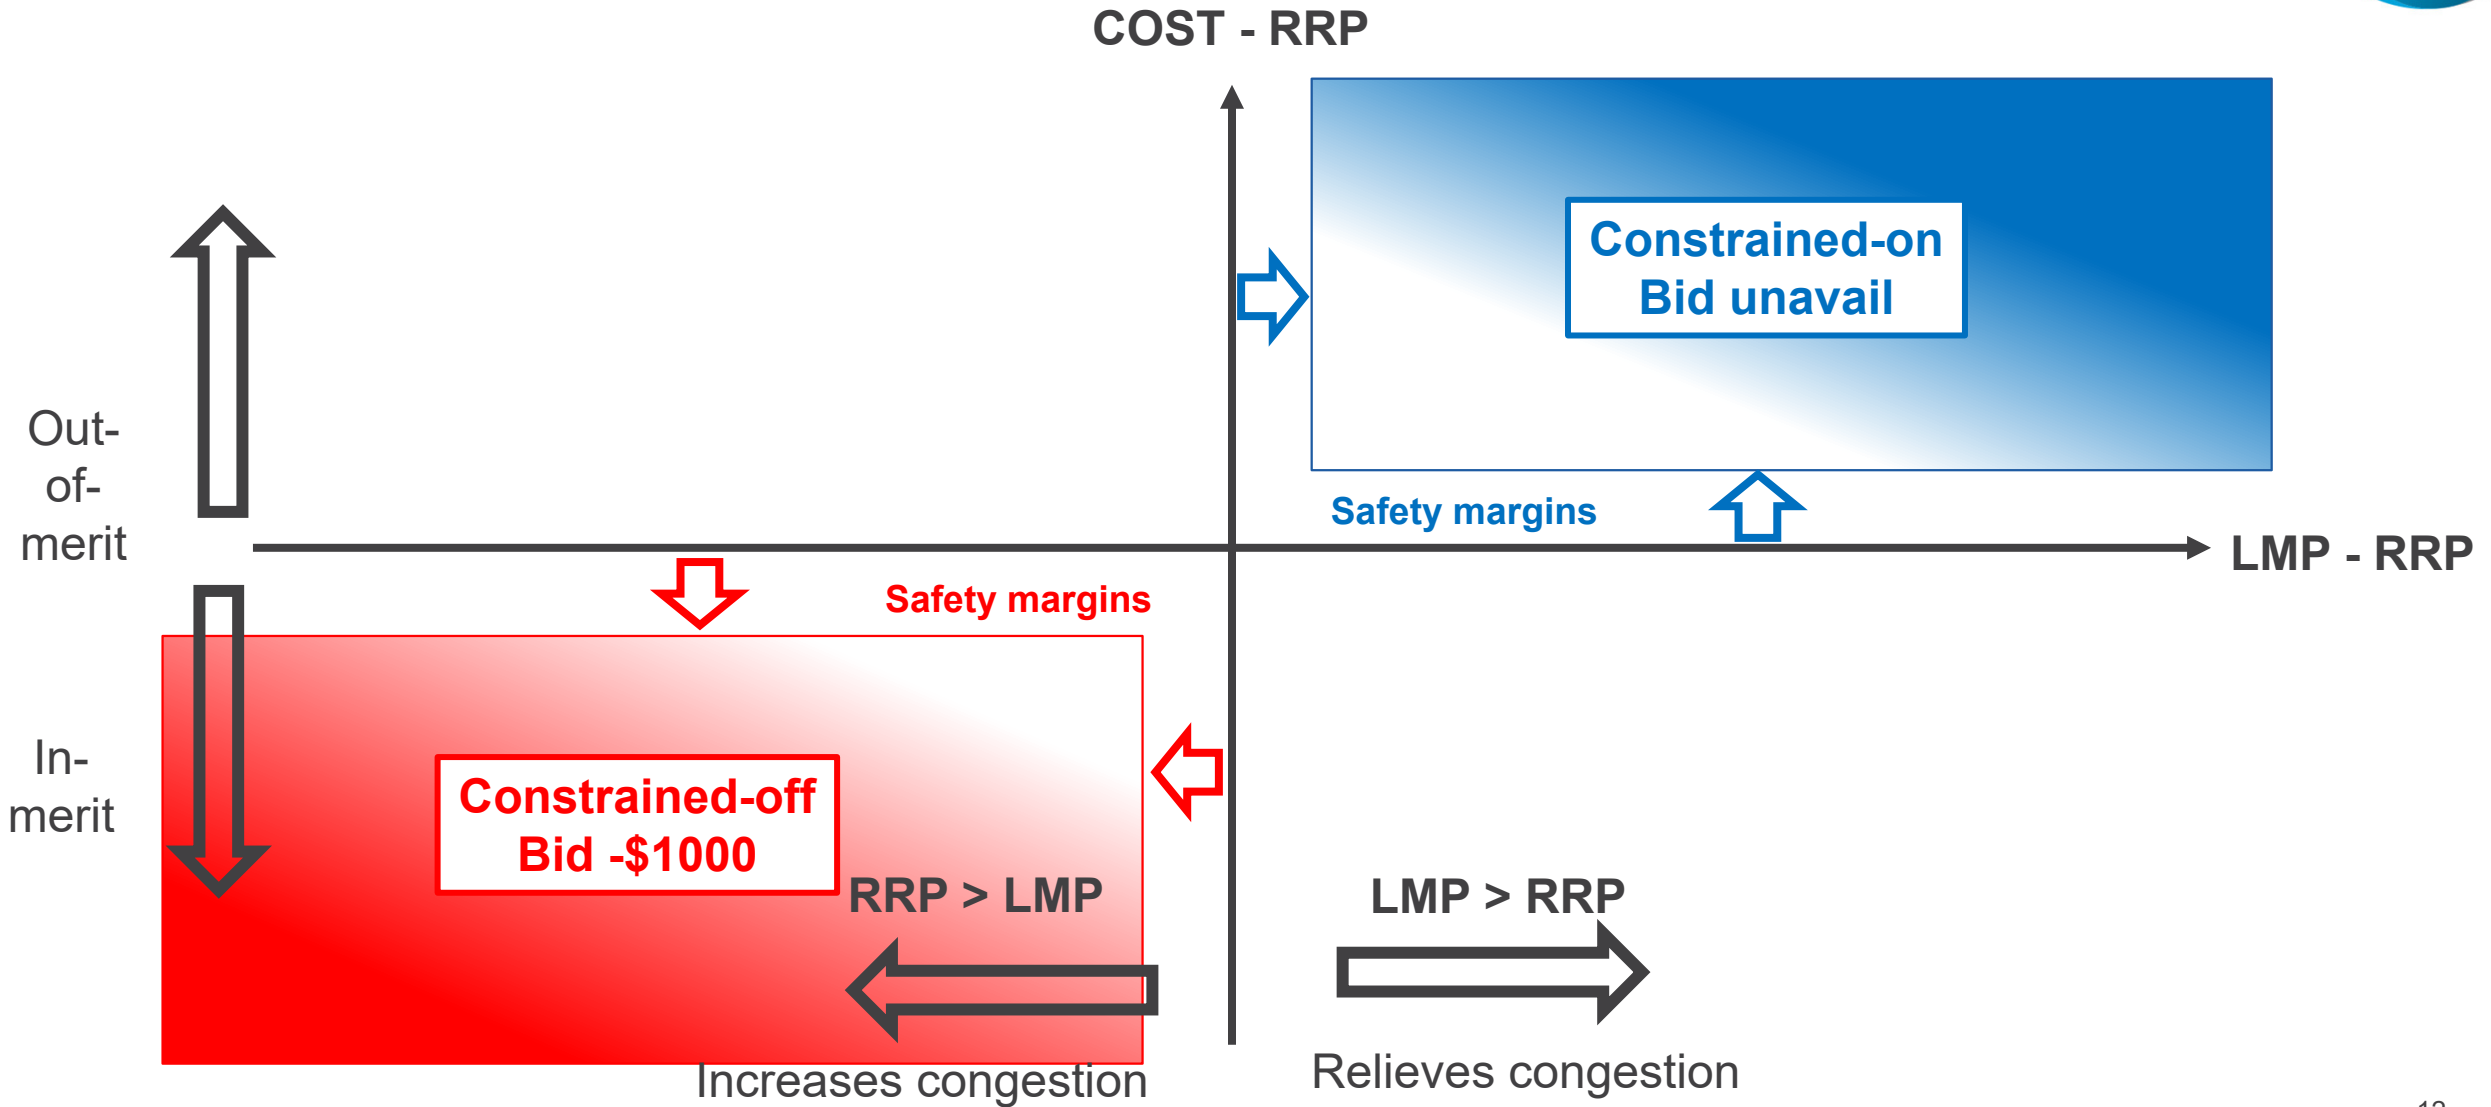 COST - RRP
Constrained-on
Bid unavail
Out-
of-
merit
Safety margins
LMP - RRP
Safety margins
In-
merit
Constrained-off
Bid -$1000
RRP > LMP
LMP > RRP
Increases congestion
Relieves congestion